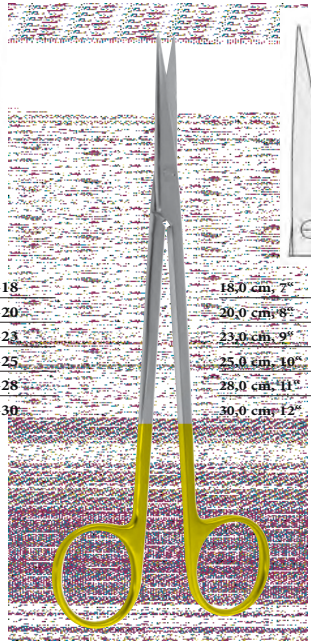 18 18,0 cm, 7“
20 20,0 cm, 8“
23 23,0 cm, 9“
25 25,0 cm, 10“
28 28,0 cm, 11“
30 30,0 cm, 12“